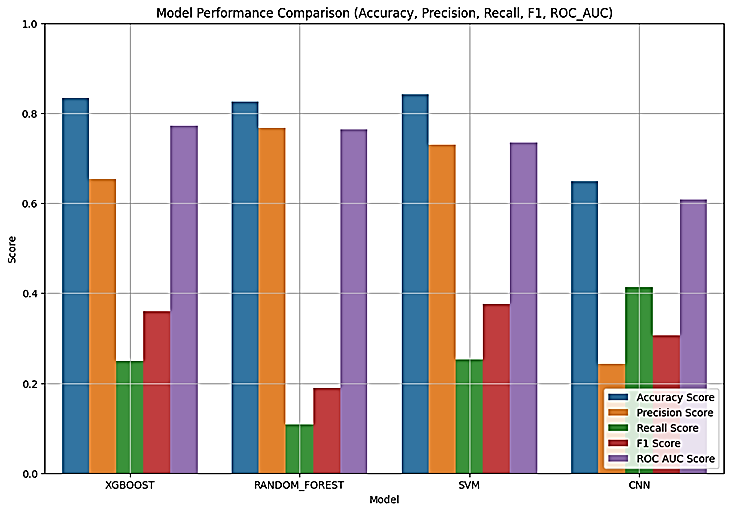 Model Performance Comparison (Accuracy, Precision, Recall, F1, ROC_AUC)
1.0
0.8
0.6
0.4
0.2
0.0
Score
XGBOOST RANDOM_FOREST SVM CNN
Model
Accuracy Score
Precision Score
Recall Score
F1 Score
ROC AUC Score